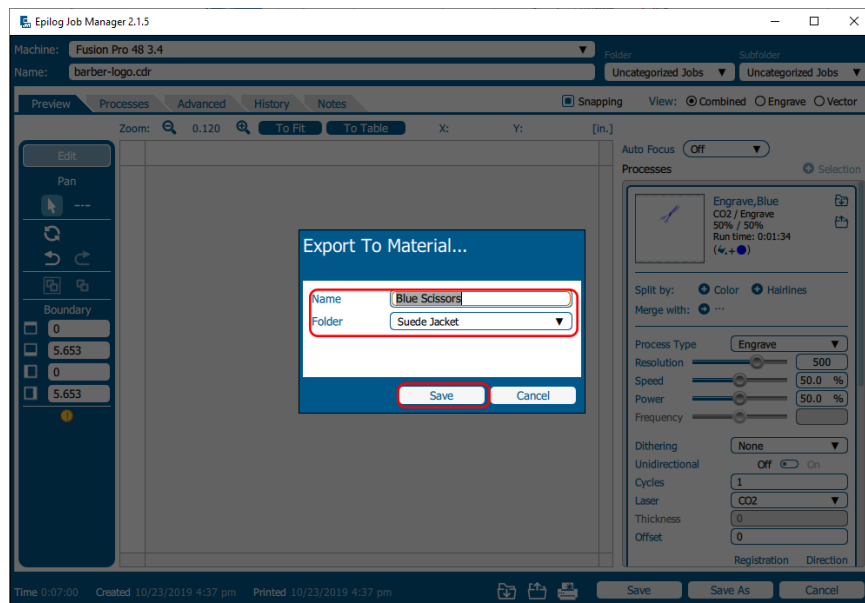 Epilog Job Manager 2.1.5
Machine: Fusion Pro 48 3.4 Folder Subfolder
Name: barber-logo.cdr Uncategorized Jobs Uncategorized Jobs
Preview Processes Advanced History Notes Snapping View: Combined Engrave Vector
Zoom: 0.120 To Fit To Table X: Y: [in.]
Edit
Pan
Boundary
0
5.653
0
5.653
Export To Material...
Name Blue Scissors
Folder Suede Jacket
Save Cancel
Auto Focus Off
Processes Selection
Engrave,Blue
CO2 / Engrave
50% / 50%
Run time: 0:01:34
Split by: Color Hairlines
Merge with: ...
Process Type Engrave
Resolution 500
Speed 50.0 %
Power 50.0 %
Frequency
Dithering None
Unidirectional Off On
Cycles 1
Laser CO2
Thickness 0
Offset 0
Registration Direction
Time 0:07:00 Created 10/23/2019 4:37 pm Printed 10/23/2019 4:37 pm Save Save As Cancel